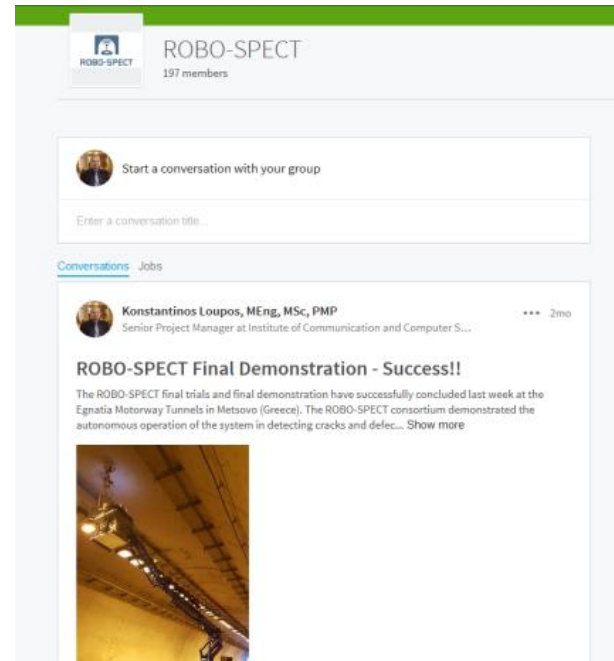 ROBO-SPECT
ROBO-SPECT
197 members
Start a conversation with your group
Enter a conversation title...
Conversations Jobs
Konstantinos Loupos, MEng, MSc, PMP
••• 2mo
Senior Project Manager at Institute of Communication and Computer S...
ROBO-SPECT Final Demonstration - Success!!
The ROBO-SPECT final trials and final demonstration have successfully concluded last week at the
Egnatia Motorway Tunnels in Metsovo (Greece). The ROBO-SPECT consortium demonstrated the
autonomous operation of the system in detecting cracks and defec... Show more